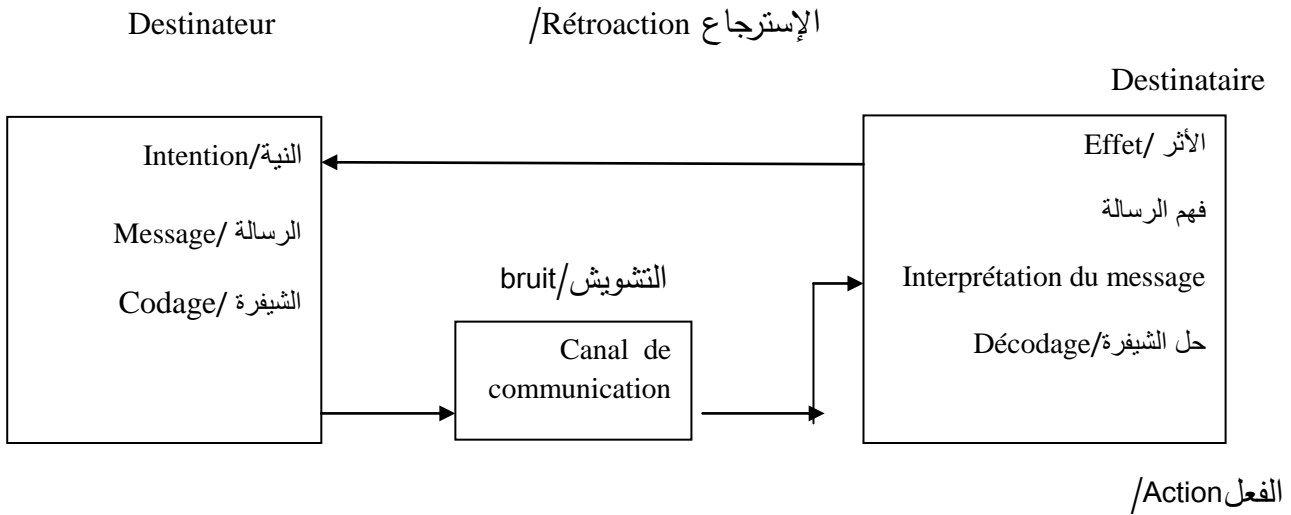 Destinateur
الإسترجاع Rétroaction/
Destinataire
النية/Intention
الرسالة /Message
الشيفرة /Codage
التشويش/bruit
Canal de
communication
الأثر /Effet
فهم الرسالة
Interprétation du message
حل الشيفرة/Décodage
الفعلAction/